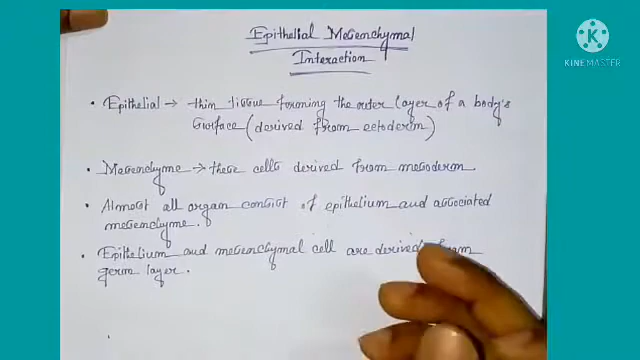 Epithelial Mesenchymal
Interaction
KINEMASTER
• Epithelial → thin tissue forming the outer layer of a body's
surface (derived from ectoderm)
• Mesenchyme → these cells derived from mesoderm
• Almost all organ consist of epithelium and associated
mesenchyme.
• Epithelium and mesenchymal cell are derived from
germ layer.